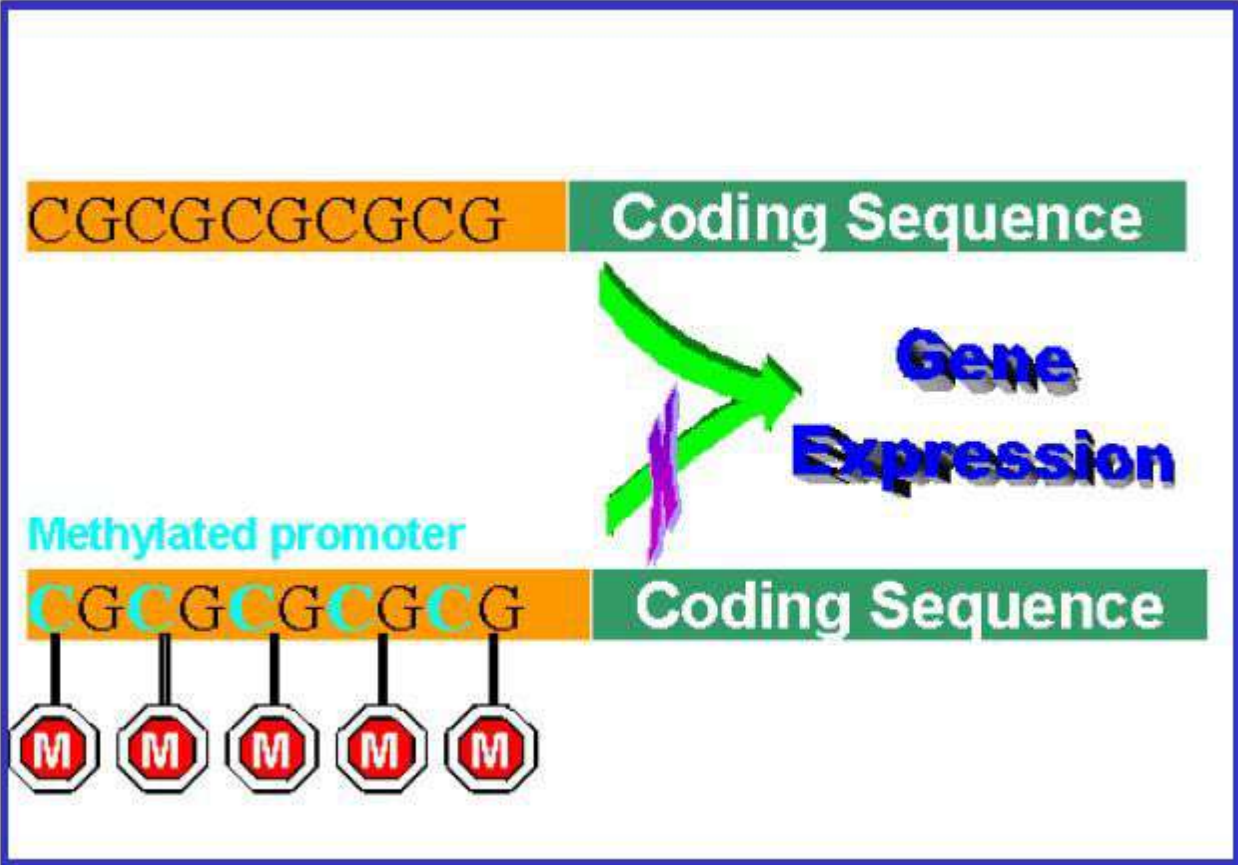 CGCGCGCGCG Coding Sequence
Gene
Expression
Methylated promoter
CGCGCGCGCG Coding Sequence
M M M M M